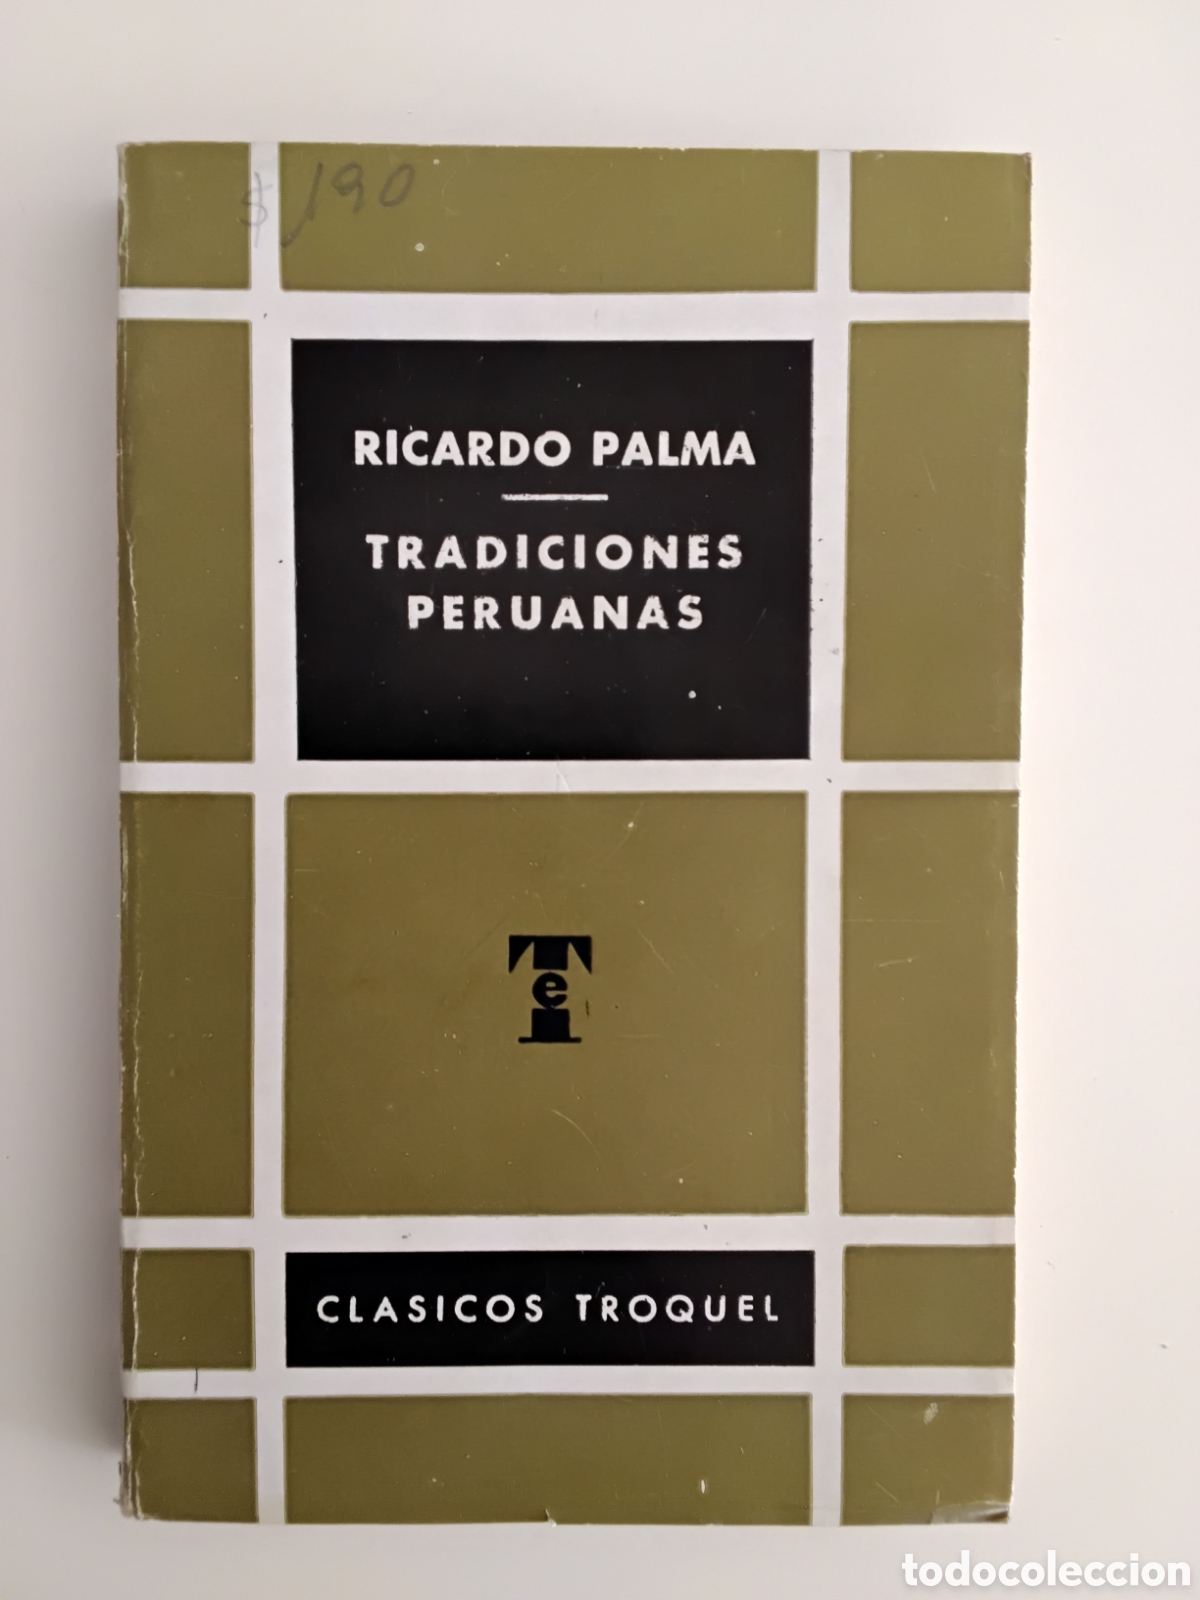 $ 190
RICARDO PALMA
TRADICIONES
PERUANAS
Te
CLASICOS TROQUEL
todocoleccion